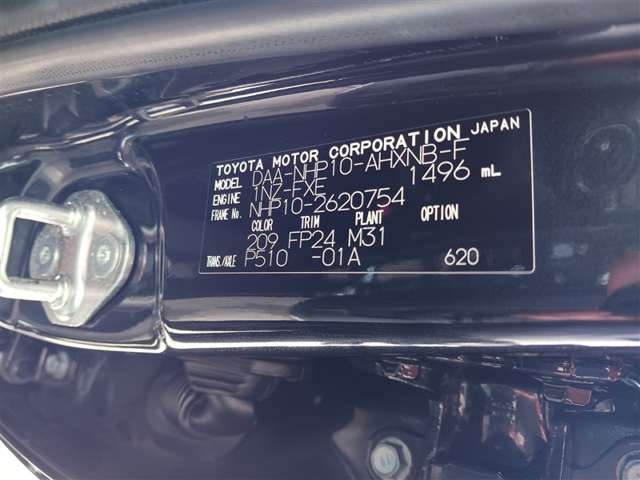 TOYOTA MOTOR CORPORATION JAPAN
MODEL DAA-NHP10-AHXNB-F
ENGINE 1NZ-FXE 1496 mL
FRAME No. NHP10-2620754
COLOR TRIM PLANT OPTION
209 FP24 M31
TRANS./AXLE P510 -01A 620